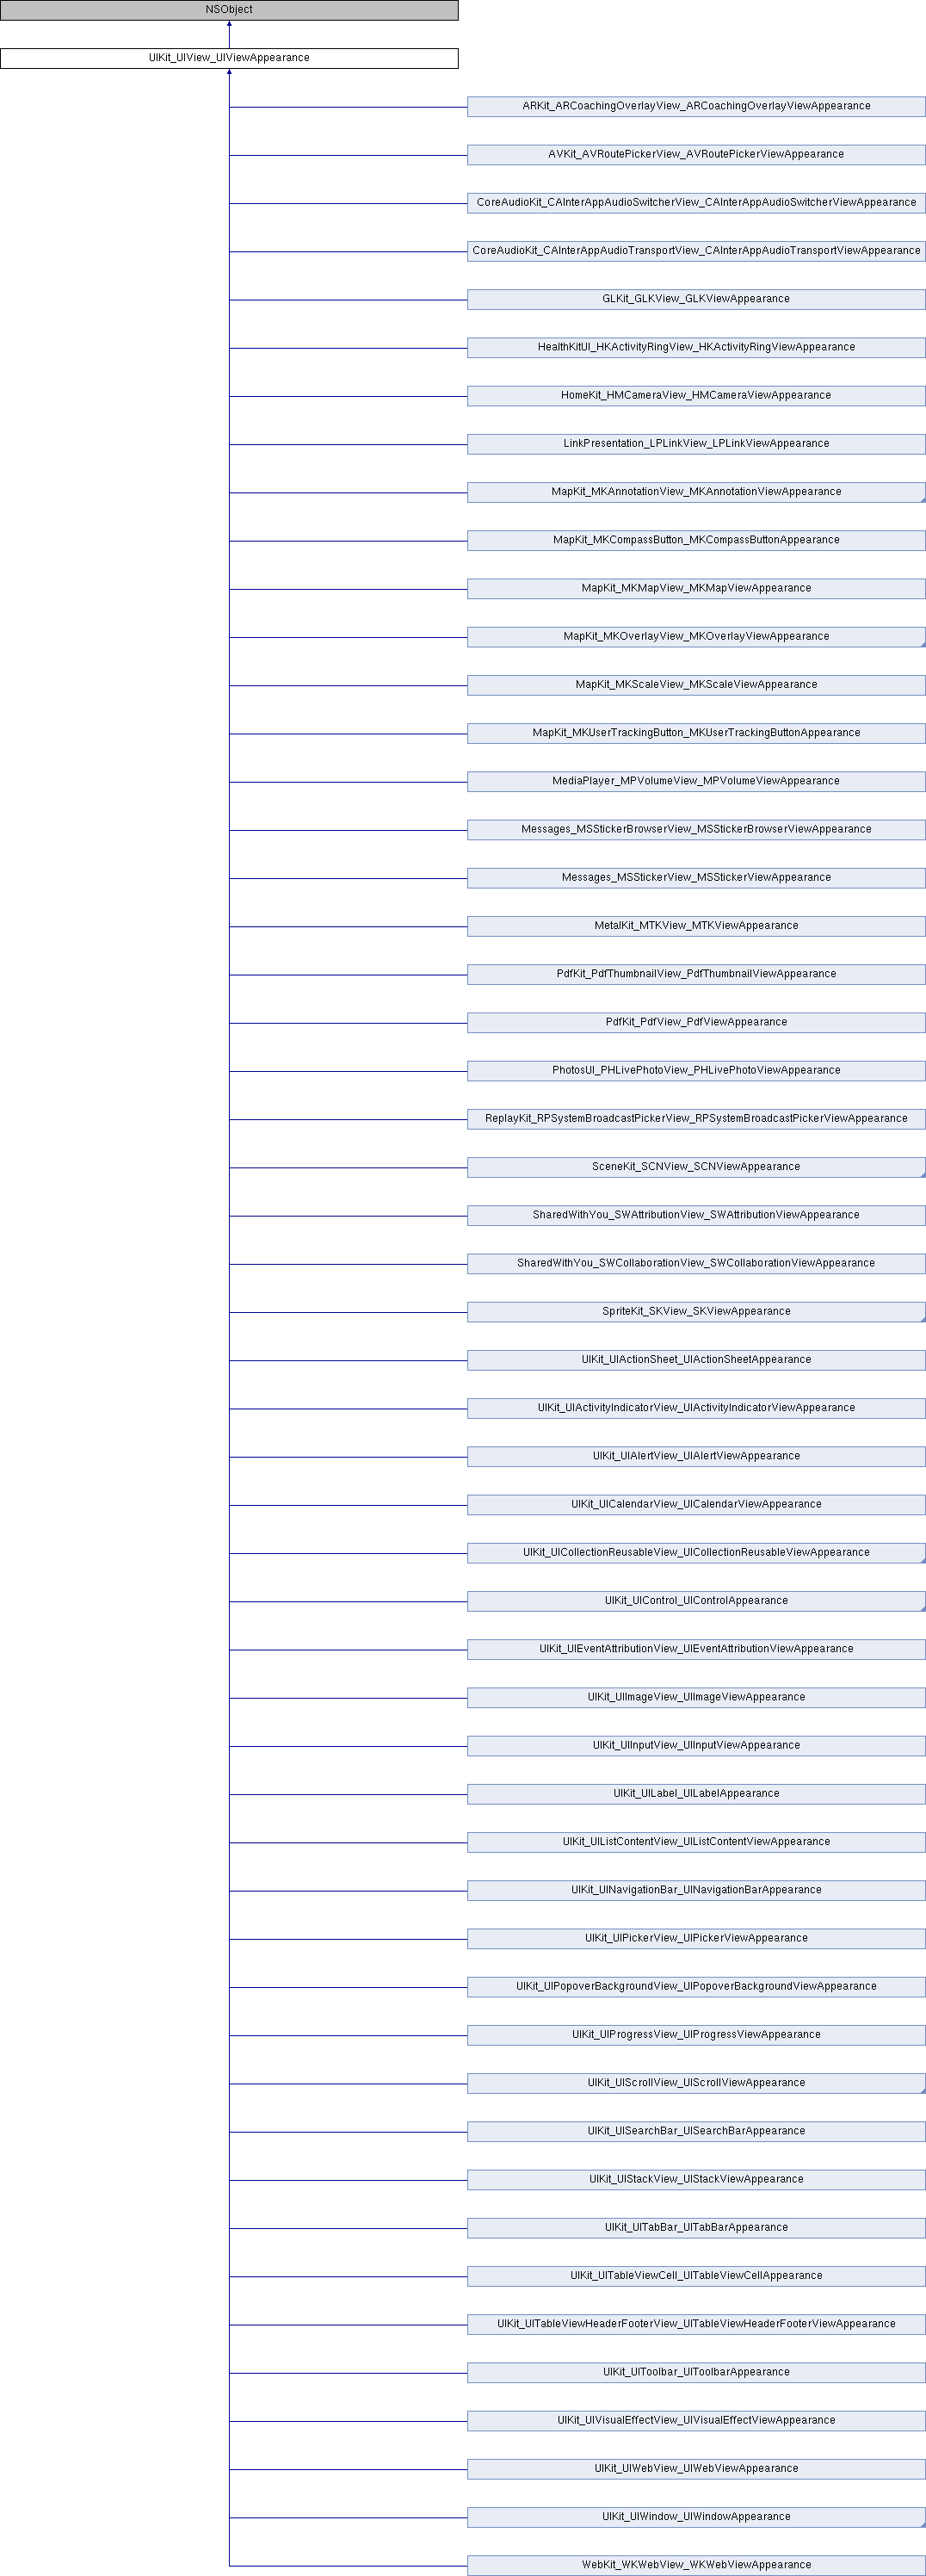 NSObject
UIKit_UIView_UIViewAppearance
ARKit_ARCoachingOverlayView_ARCoachingOverlayViewAppearance
AVKit_AVRoutePickerView_AVRoutePickerViewAppearance
CoreAudioKit_CAInterAppAudioSwitcherView_CAInterAppAudioSwitcherViewAppearance
CoreAudioKit_CAInterAppAudioTransportView_CAInterAppAudioTransportViewAppearance
GLKit_GLKView_GLKViewAppearance
HealthKitUI_HKActivityRingView_HKActivityRingViewAppearance
HomeKit_HMCameraView_HMCameraViewAppearance
LinkPresentation_LPLinkView_LPLinkViewAppearance
MapKit_MKAnnotationView_MKAnnotationViewAppearance
MapKit_MKCompassButton_MKCompassButtonAppearance
MapKit_MKMapView_MKMapViewAppearance
MapKit_MKOverlayView_MKOverlayViewAppearance
MapKit_MKScaleView_MKScaleViewAppearance
MapKit_MKUserTrackingButton_MKUserTrackingButtonAppearance
MediaPlayer_MPVolumeView_MPVolumeViewAppearance
Messages_MSStickerBrowserView_MSStickerBrowserViewAppearance
Messages_MSStickerView_MSStickerViewAppearance
MetalKit_MTKView_MTKViewAppearance
PdfKit_PdfThumbnailView_PdfThumbnailViewAppearance
PdfKit_PdfView_PdfViewAppearance
PhotosUI_PHLivePhotoView_PHLivePhotoViewAppearance
ReplayKit_RPSystemBroadcastPickerView_RPSystemBroadcastPickerViewAppearance
SceneKit_SCNView_SCNViewAppearance
SharedWithYou_SWAttributionView_SWAttributionViewAppearance
SharedWithYou_SWCollaborationView_SWCollaborationViewAppearance
SpriteKit_SKView_SKViewAppearance
UIKit_UIActionSheet_UIActionSheetAppearance
UIKit_UIActivityIndicatorView_UIActivityIndicatorViewAppearance
UIKit_UIAlertView_UIAlertViewAppearance
UIKit_UICalendarView_UICalendarViewAppearance
UIKit_UICollectionReusableView_UICollectionReusableViewAppearance
UIKit_UIControl_UIControlAppearance
UIKit_UIEventAttributionView_UIEventAttributionViewAppearance
UIKit_UIImageView_UIImageViewAppearance
UIKit_UIInputView_UIInputViewAppearance
UIKit_UILabel_UILabelAppearance
UIKit_UIListContentView_UIListContentViewAppearance
UIKit_UINavigationBar_UINavigationBarAppearance
UIKit_UIPickerView_UIPickerViewAppearance
UIKit_UIPopoverBackgroundView_UIPopoverBackgroundViewAppearance
UIKit_UIProgressView_UIProgressViewAppearance
UIKit_UIScrollView_UIScrollViewAppearance
UIKit_UISearchBar_UISearchBarAppearance
UIKit_UIStackView_UIStackViewAppearance
UIKit_UITabBar_UITabBarAppearance
UIKit_UITableViewCell_UITableViewCellAppearance
UIKit_UITableViewHeaderFooterView_UITableViewHeaderFooterViewAppearance
UIKit_UIToolbar_UIToolbarAppearance
UIKit_UIVisualEffectView_UIVisualEffectViewAppearance
UIKit_UIWebView_UIWebViewAppearance
UIKit_UIWindow_UIWindowAppearance
WebKit_WKWebView_WKWebViewAppearance